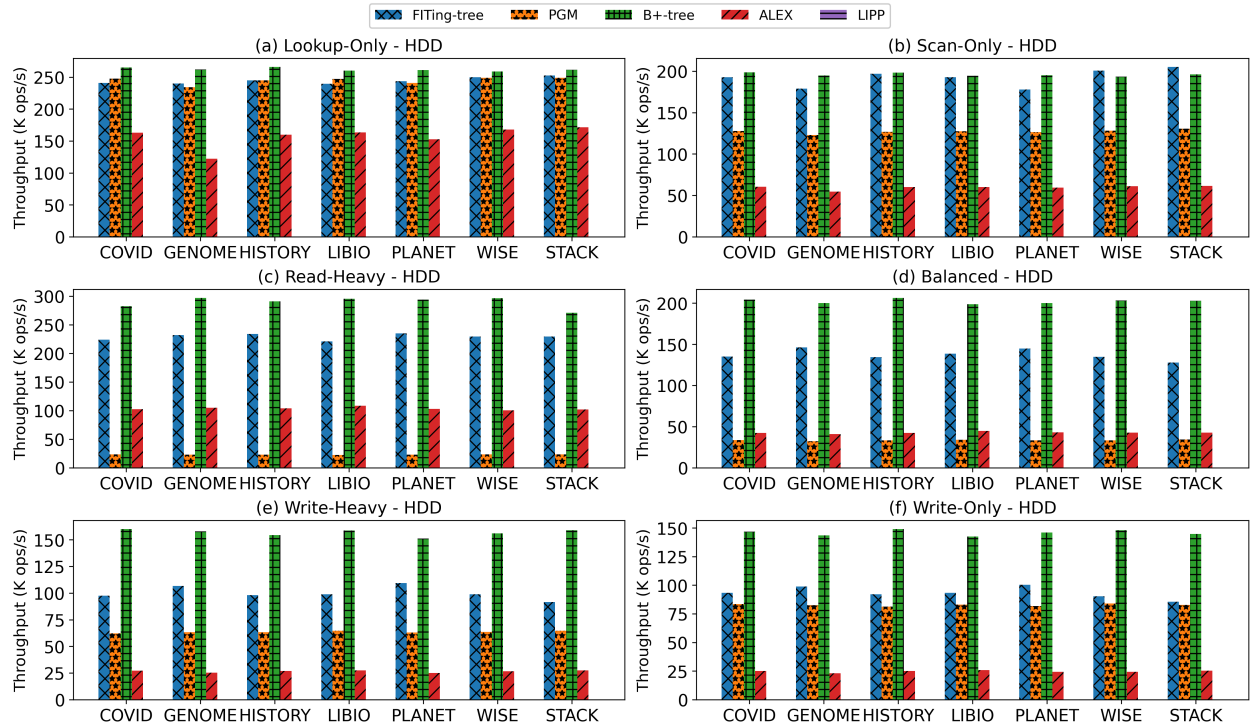 FITing-tree PGM B+-tree ALEX LIPP
(a) Lookup-Only - HDD
Throughput (K ops/s)
250
200
150
100
50
0
COVID GENOME HISTORY LIBIO PLANET WISE STACK
(b) Scan-Only - HDD
Throughput (K ops/s)
200
150
100
50
0
COVID GENOME HISTORY LIBIO PLANET WISE STACK
(c) Read-Heavy - HDD
Throughput (K ops/s)
300
250
200
150
100
50
0
COVID GENOME HISTORY LIBIO PLANET WISE STACK
(d) Balanced - HDD
Throughput (K ops/s)
200
150
100
50
0
COVID GENOME HISTORY LIBIO PLANET WISE STACK
(e) Write-Heavy - HDD
Throughput (K ops/s)
150
125
100
75
50
25
0
COVID GENOME HISTORY LIBIO PLANET WISE STACK
(f) Write-Only - HDD
Throughput (K ops/s)
150
125
100
75
50
25
0
COVID GENOME HISTORY LIBIO PLANET WISE STACK